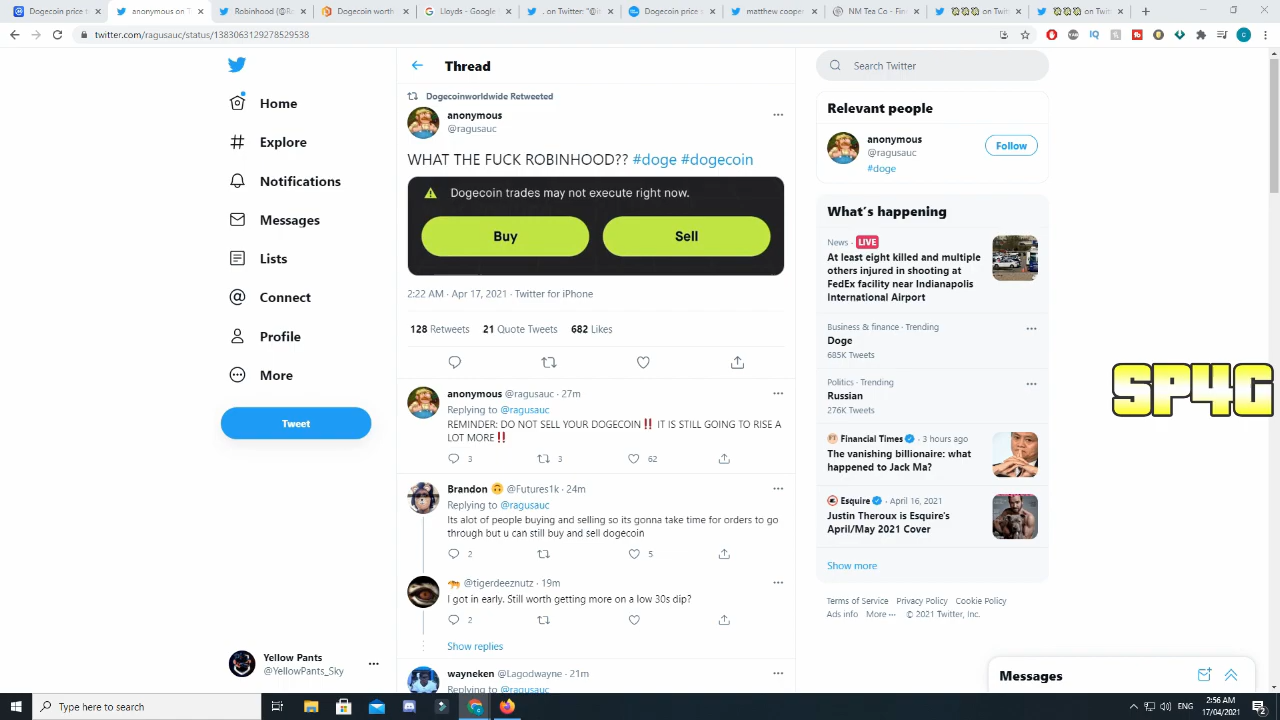 Dogecoin price s
anonymous on T
Robinhood (@R
Dogecoin worth
Lloyds - Google
. on Twitter: "@l
Dogecoin price s
matthew cooper
NM Tea Co - Fin
on Twi
on Twit
twitter.com/ragusauc/status/1383063129278529538
Home
Explore
Notifications
Messages
Lists
Connect
Profile
More
Tweet
Yellow Pants
@YellowPants_Sky
Thread
Dogecoinworldwide Retweeted
anonymous
@ragusauc
WHAT THE FUCK ROBINHOOD?? #doge #dogecoin
Dogecoin trades may not execute right now.
Buy Sell
2:22 AM · Apr 17, 2021 · Twitter for iPhone
128 Retweets 21 Quote Tweets 682 Likes
anonymous @ragusauc · 27m
Replying to @ragusauc
REMINDER: DO NOT SELL YOUR DOGECOIN‼️ IT IS STILL GOING TO RISE A
LOT MORE‼️
3 3 62
Brandon 🙃 @Futures1k · 24m
Replying to @ragusauc
Its alot of people buying and selling so its gonna take time for orders to go
through but u can still buy and sell dogecoin
2 5
@tigerdeeznutz · 19m
I got in early. Still worth getting more on a low 30s dip?
2
Show replies
wayneken @Lagodwayne · 21m
Replying to @ragusauc
Search Twitter
Relevant people
anonymous
@ragusauc
Follow
#doge
What's happening
News · LIVE
At least eight killed and multiple
others injured in shooting at
FedEx facility near Indianapolis
International Airport
Business & finance · Trending
Doge
685K Tweets
Politics · Trending
Russian
276K Tweets
Financial Times · 3 hours ago
The vanishing billionaire: what
happened to Jack Ma?
Esquire · April 16, 2021
Justin Theroux is Esquire's
April/May 2021 Cover
Show more
Terms of Service Privacy Policy Cookie Policy
Ads info More ··· © 2021 Twitter, Inc.
SP4G
Messages
Type here to search
ENG
2:56 AM
17/04/2021
2